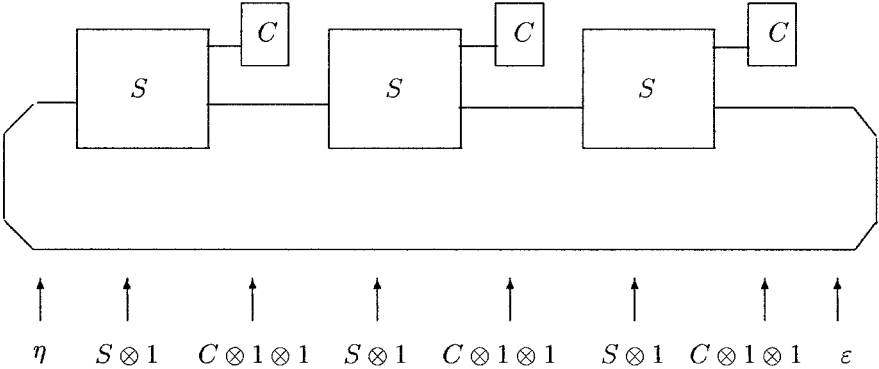 C C C
S S S
η S ⊗ 1 C ⊗ 1 ⊗ 1 S ⊗ 1 C ⊗ 1 ⊗ 1 S ⊗ 1 C ⊗ 1 ⊗ 1 ε